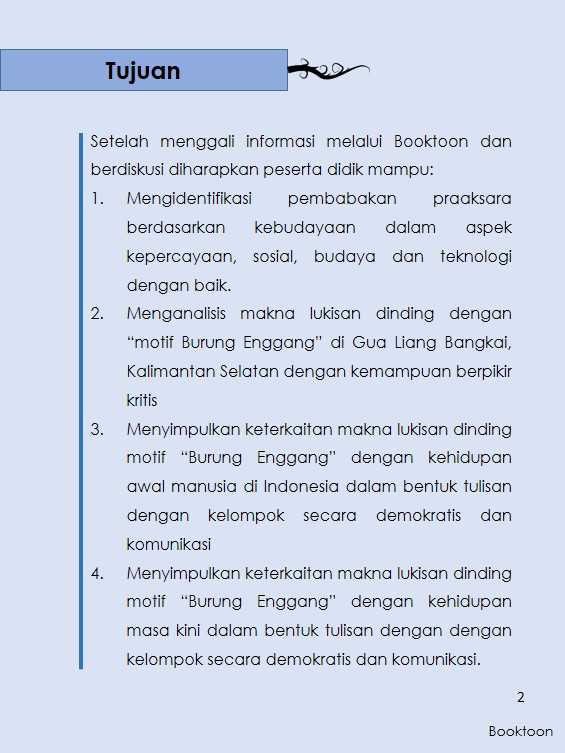 Tujuan
Setelah menggali informasi melalui Booktoon dan
berdiskusi diharapkan peserta didik mampu:
1. Mengidentifikasi pembabakan praaksara
berdasarkan kebudayaan dalam aspek
kepercayaan, sosial, budaya dan teknologi
dengan baik.
2. Menganalisis makna lukisan dinding dengan
“motif Burung Enggang” di Gua Liang Bangkai,
Kalimantan Selatan dengan kemampuan berpikir
kritis
3. Menyimpulkan keterkaitan makna lukisan dinding
motif “Burung Enggang” dengan kehidupan
awal manusia di Indonesia dalam bentuk tulisan
dengan kelompok secara demokratis dan
komunikasi
4. Menyimpulkan keterkaitan makna lukisan dinding
motif “Burung Enggang” dengan kehidupan
masa kini dalam bentuk tulisan dengan dengan
kelompok secara demokratis dan komunikasi.
2
Booktoon